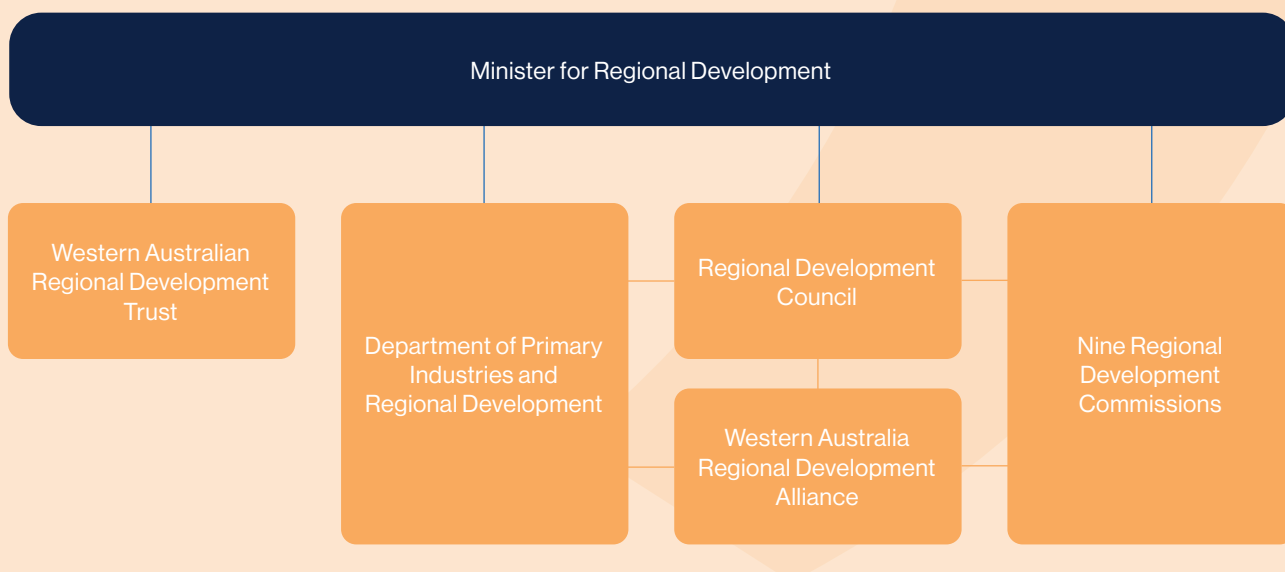 Minister for Regional Development
Western Australian
Regional Development
Trust
Department of Primary
Industries and
Regional Development
Regional Development
Council
Western Australia
Regional Development
Alliance
Nine Regional
Development
Commissions